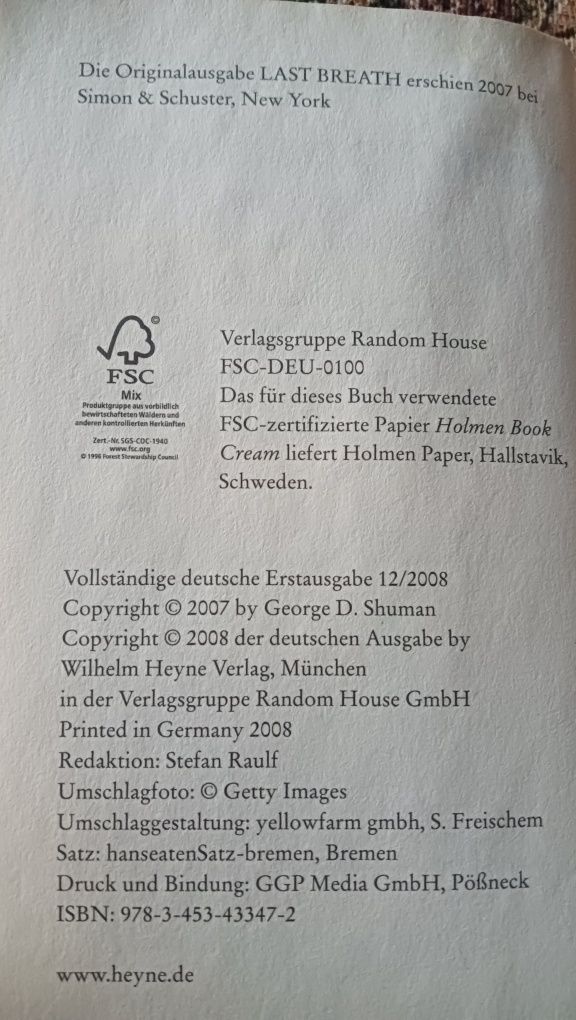 Die Originalausgabe LAST BREATH erschien 2007 bei
Simon & Schuster, New York
©
FSC
Mix
Produktgruppe aus vorbildlich
bewirtschafteten Wäldern und
anderen kontrollierten Herkünften
Zert.-Nr. SGS-COC-1940
www.fsc.org
© 1996 Forest Stewardship Council
Verlagsgruppe Random House
FSC-DEU-0100
Das für dieses Buch verwendete
FSC-zertifizierte Papier Holmen Book
Cream liefert Holmen Paper, Hallstavik,
Schweden.
Vollständige deutsche Erstausgabe 12/2008
Copyright © 2007 by George D. Shuman
Copyright © 2008 der deutschen Ausgabe by
Wilhelm Heyne Verlag, München
in der Verlagsgruppe Random House GmbH
Printed in Germany 2008
Redaktion: Stefan Raulf
Umschlagfoto: © Getty Images
Umschlaggestaltung: yellowfarm gmbh, S. Freischem
Satz: hanseatenSatz-bremen, Bremen
Druck und Bindung: GGP Media GmbH, Pößneck
ISBN: 978-3-453-43347-2
www.heyne.de